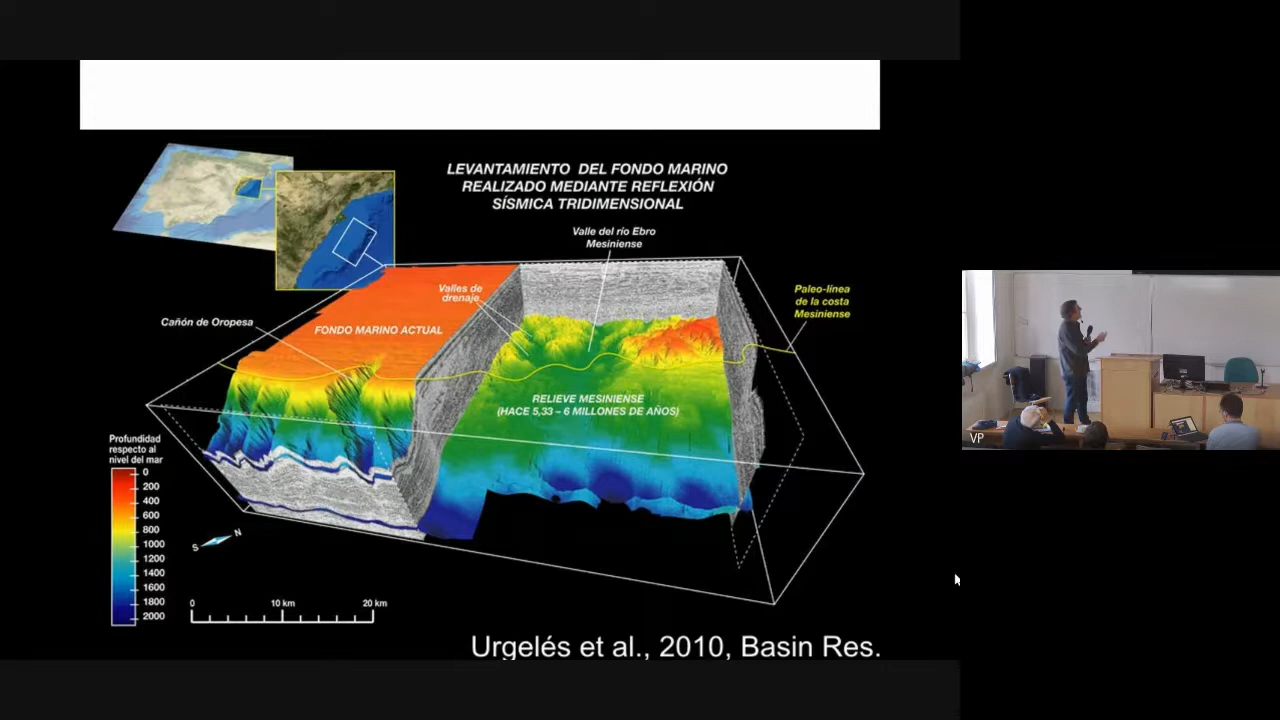 LEVANTAMIENTO DEL FONDO MARINO
REALIZADO MEDIANTE REFLEXIÓN
SÍSMICA TRIDIMENSIONAL
Valle del río Ebro
Mesiniense
Valles de
drenaje
Paleo-línea
de la costa
Mesiniense
Cañón de Oropesa
FONDO MARINO ACTUAL
RELIEVE MESINIENSE
(HACE 5,33 – 6 MILLONES DE AÑOS)
Profundidad
respecto al
nivel del mar
0
200
400
600
800
1000
1200
1400
1600
1800
2000
S
N
0
10 km
20 km
Urgelés et al., 2010, Basin Res.
VP